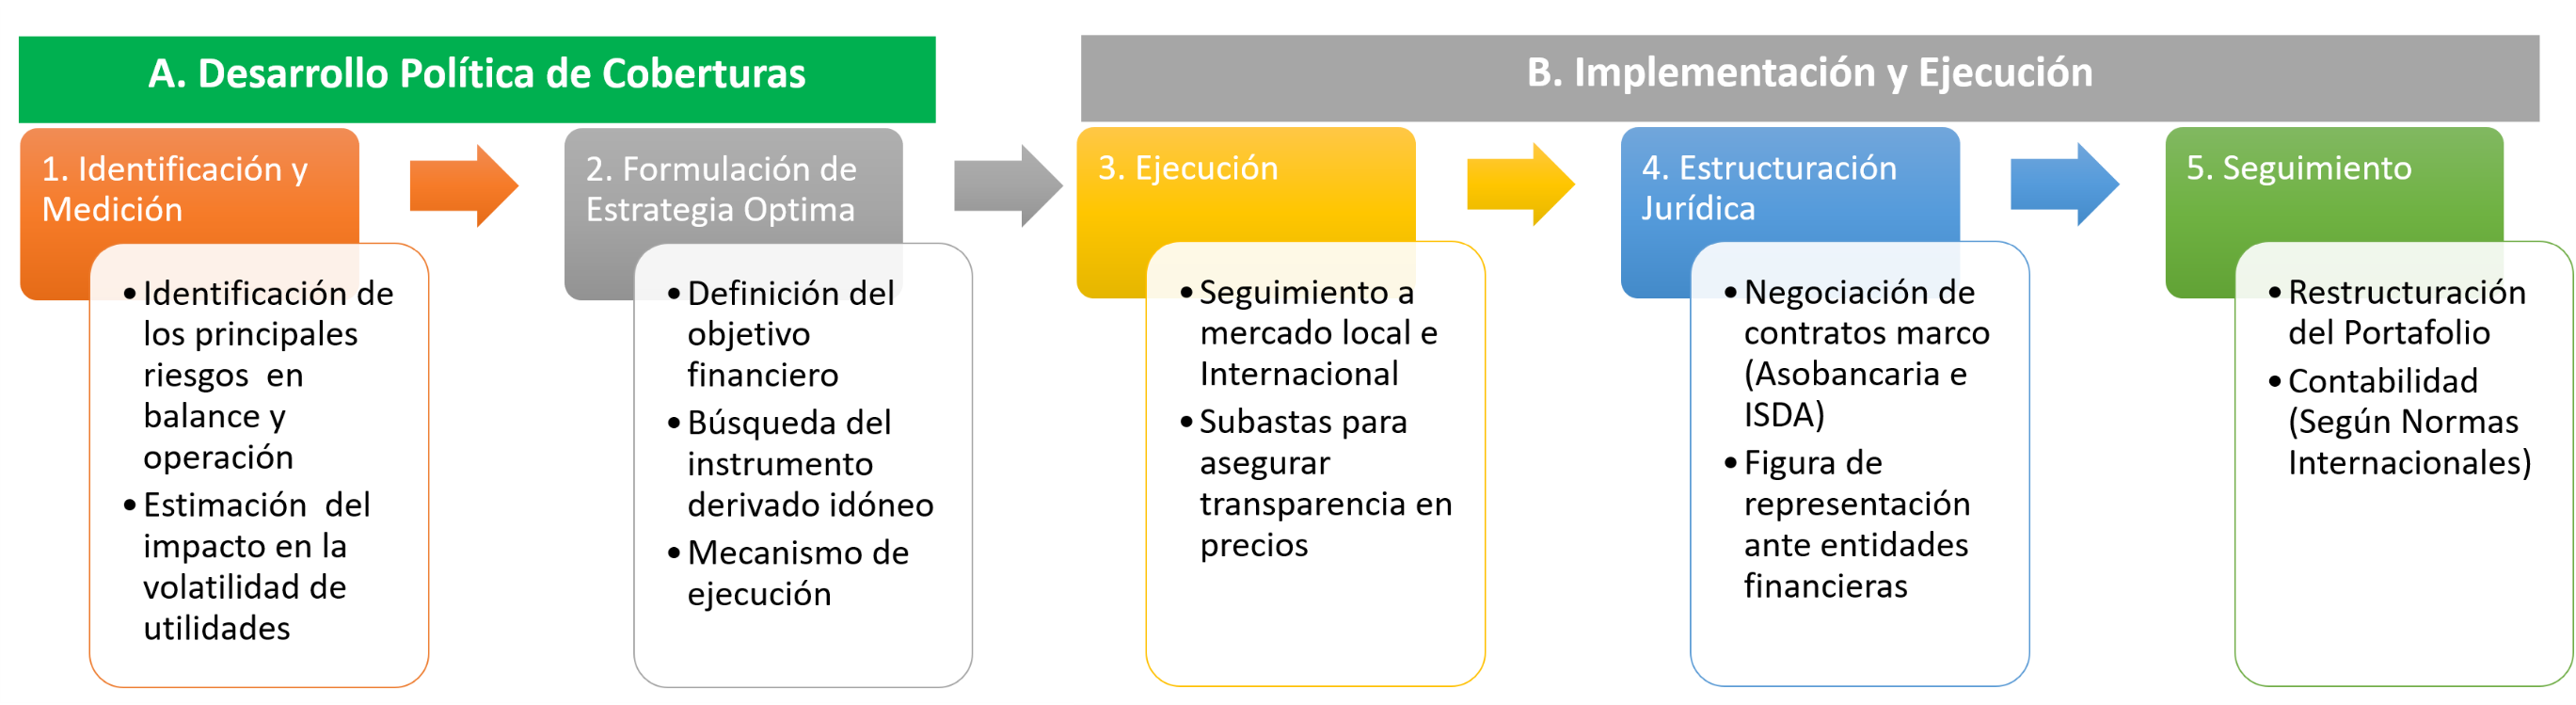 A. Desarrollo Política de Coberturas
B. Implementación y Ejecución
1. Identificación y
Medición
•Identificación de
los principales
riesgos en
balance y
operación
•Estimación del
impacto en la
volatilidad de
utilidades
2. Formulación de
Estrategia Optima
•Definición del
objetivo
financiero
•Búsqueda del
instrumento
derivado idóneo
•Mecanismo de
ejecución
3. Ejecución
•Seguimiento a
mercado local e
Internacional
•Subastas para
asegurar
transparencia en
precios
4. Estructuración
Jurídica
•Negociación de
contratos marco
(Asobancaria e
ISDA)
•Figura de
representación
ante entidades
financieras
5. Seguimiento
•Restructuración
del Portafolio
•Contabilidad
(Según Normas
Internacionales)